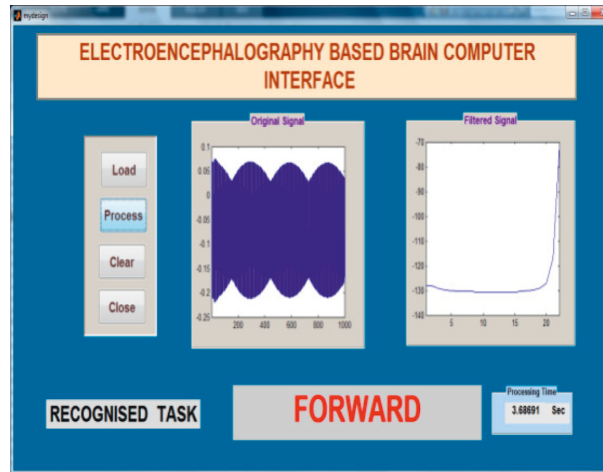 mydesign
ELECTROENCEPHALOGRAPHY BASED BRAIN COMPUTER
INTERFACE
Load
Process
Clear
Close
Original Signal
0.1
0.05
0
-0.05
-0.1
-0.15
-0.2
-0.25
200 400 600 800 1000
Filtered Signal
-70
-80
-90
-100
-110
-120
-130
-140
5 10 15 20
RECOGNISED TASK
FORWARD
Processing Time
3.68691 Sec